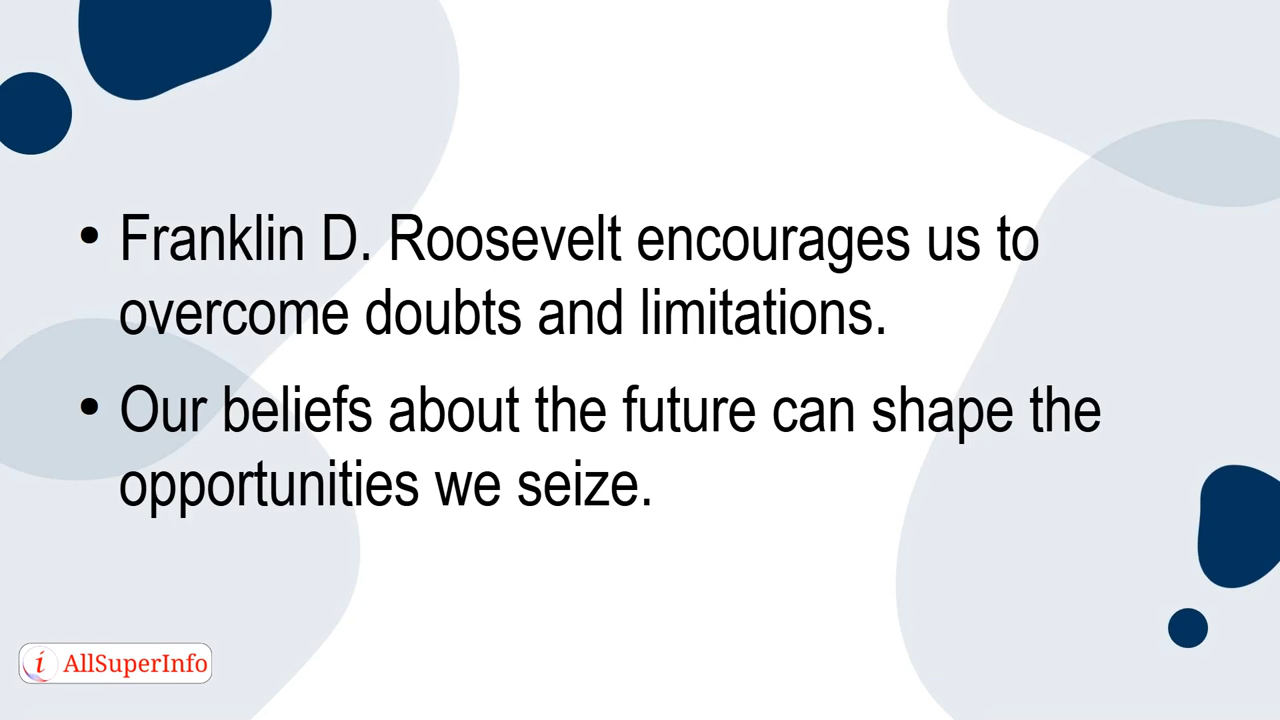 • Franklin D. Roosevelt encourages us to
overcome doubts and limitations.
• Our beliefs about the future can shape the
opportunities we seize.
i AllSuperInfo